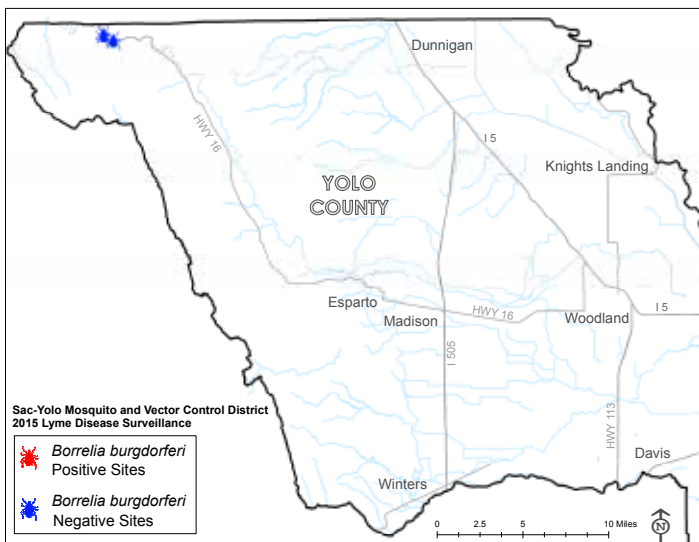 Dunnigan
HWY 16
I 5
Knights Landing
YOLO
COUNTY
Esparto
Madison
HWY 16
Woodland
I 5
I 505
HWY 113
Sac-Yolo Mosquito and Vector Control District
2015 Lyme Disease Surveillance
Borrelia burgdorferi
Positive Sites
Borrelia burgdorferi
Negative Sites
Winters
Davis
0 2.5 5 10 Miles
N